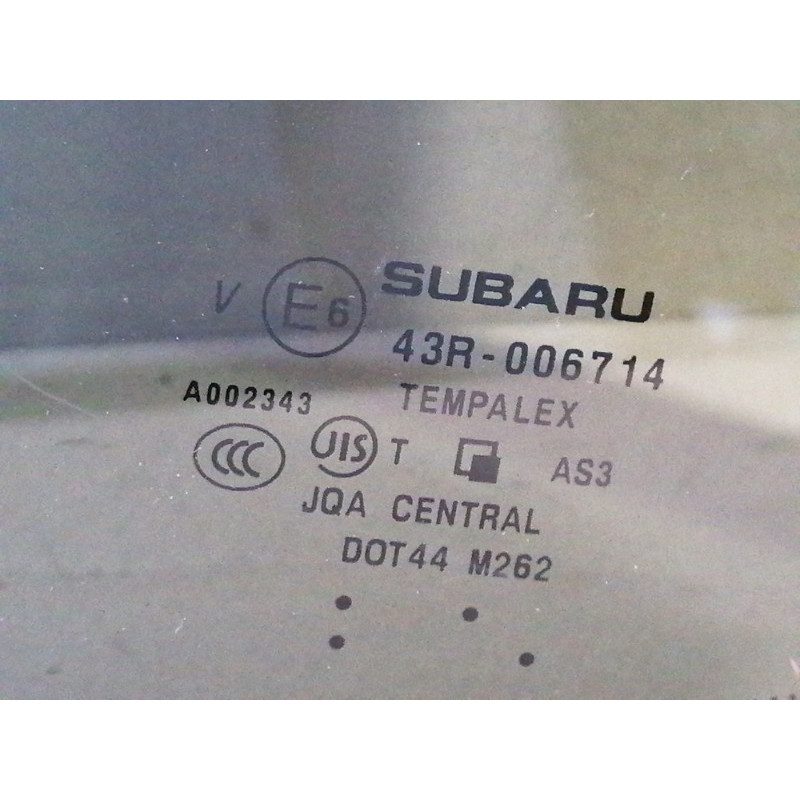 V E6 SUBARU
43R-006714
A002343 TEMPALEX
CCC JIS T AS3
JQA CENTRAL
DOT44 M262